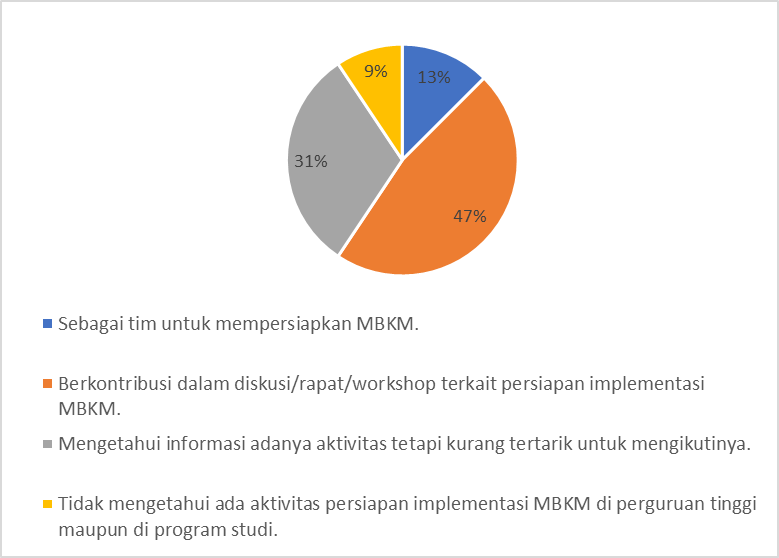 9%
13%
31%
47%
Sebagai tim untuk mempersiapkan MBKM.
Berkontribusi dalam diskusi/rapat/workshop terkait persiapan implementasi
MBKM.
Mengetahui informasi adanya aktivitas tetapi kurang tertarik untuk mengikutinya.
Tidak mengetahui ada aktivitas persiapan implementasi MBKM di perguruan tinggi
maupun di program studi.